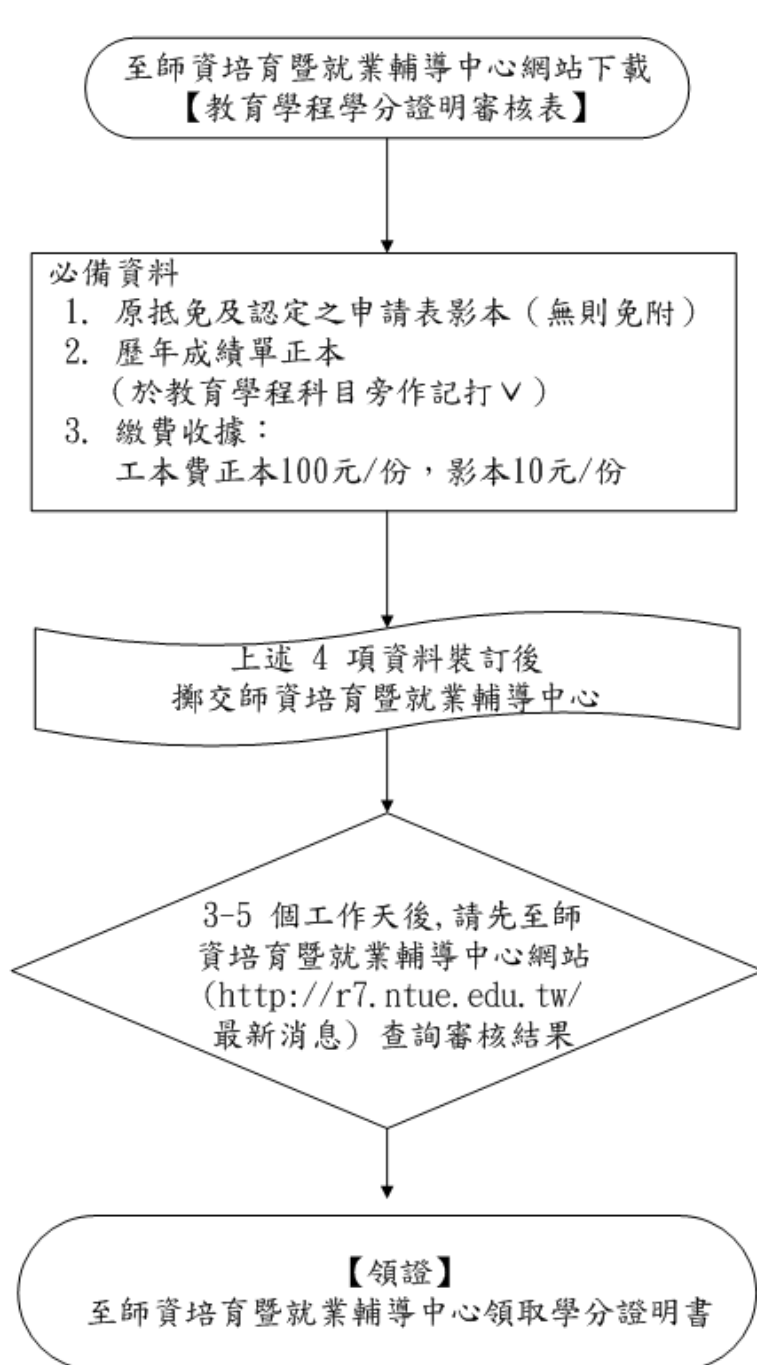 至師資培育暨就業輔導中心網站下載
【教育學程學分證明審核表】
必備資料
1. 原抵免及認定之申請表影本（無則免附）
2. 歷年成績單正本
（於教育學程科目旁作記打∨）
3. 繳費收據：
工本費正本100元/份，影本10元/份
上述 4 項資料裝訂後
擲交師資培育暨就業輔導中心
3-5 個工作天後,請先至師
資培育暨就業輔導中心網站
(http://r7.ntue.edu.tw/
最新消息) 查詢審核結果
【領證】
至師資培育暨就業輔導中心領取學分證明書